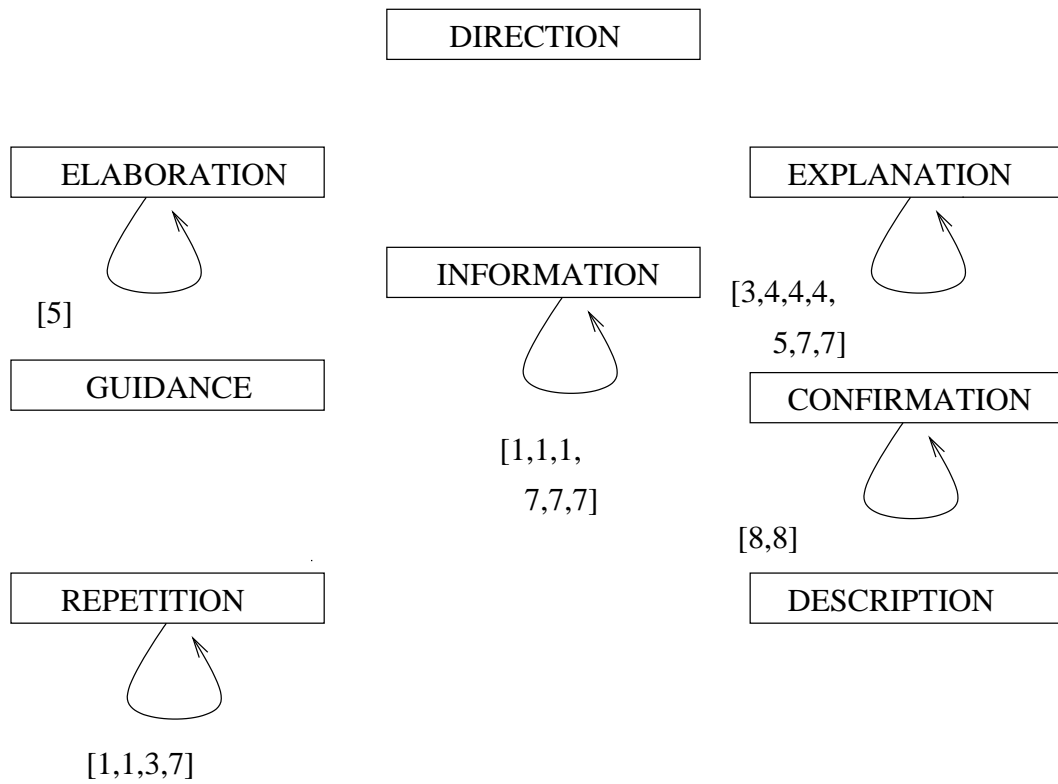 DIRECTION
ELABORATION
EXPLANATION
INFORMATION
[3,4,4,4,
5,7,7]
[5]
GUIDANCE
CONFIRMATION
[1,1,1,
7,7,7]
[8,8]
REPETITION
DESCRIPTION
[1,1,3,7]